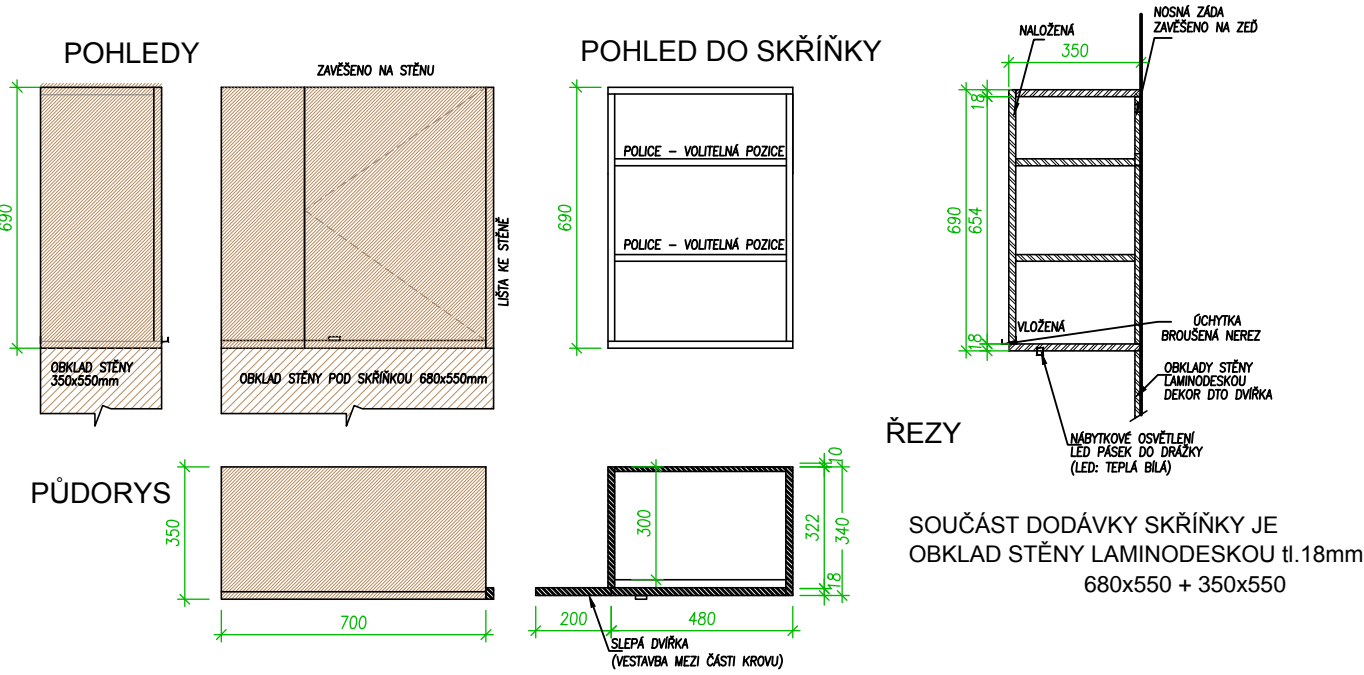 POHLEDY
ZAVĚŠENO NA STĚNU
690
LIŠTA KE STĚNĚ
OBKLAD STĚNY
350x550mm
OBKLAD STĚNY POD SKŘÍŇKOU 680x550mm
POHLED DO SKŘÍŇKY
690
POLICE – VOLITELNÁ POZICE
POLICE – VOLITELNÁ POZICE
NALOŽENÁ
NOSNÁ ZÁDA
ZAVĚŠENO NA ZEĎ
350
18
690
654
18
VLOŽENÁ
ÚCHYTKA
BROUŠENÁ NEREZ
OBKLADY STĚNY
LAMINODESKOU
DEKOR DTO DVÍŘKA
NÁBYTKOVÉ OSVĚTLENÍ
LED PÁSEK DO DRÁŽKY
(LED: TEPLÁ BÍLÁ)
ŘEZY
PŮDORYS
350
700
300
10
322
340
18
200
480
SLEPÁ DVÍŘKA
(VESTAVBA MEZI ČÁSTI KROVU)
SOUČÁST DODÁVKY SKŘÍŇKY JE
OBKLAD STĚNY LAMINODESKOU tl.18mm
680x550 + 350x550